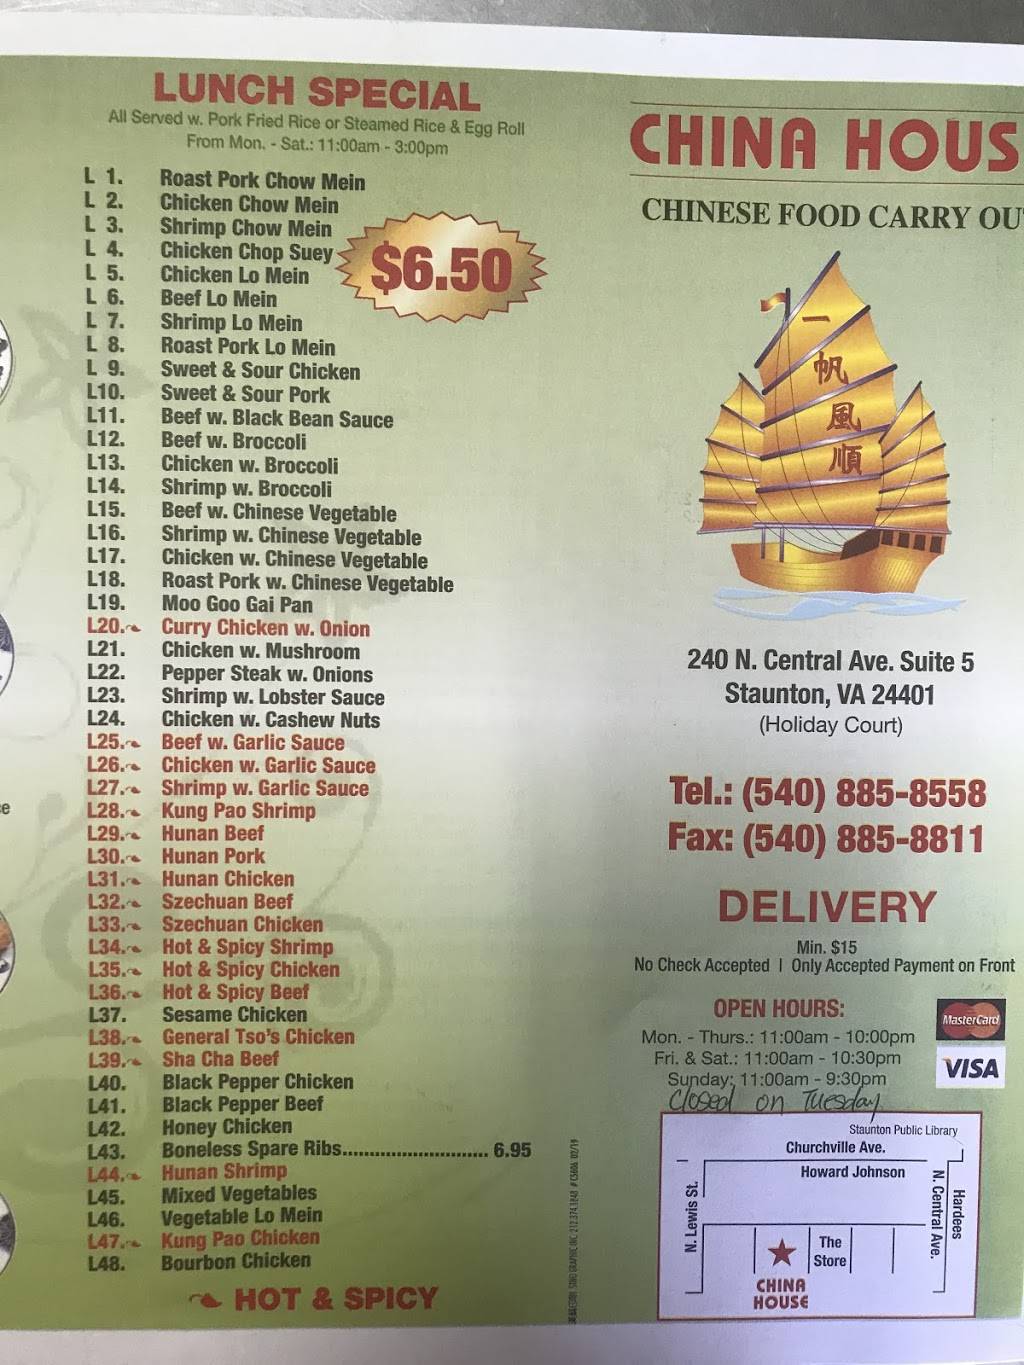 LUNCH SPECIAL
All Served w. Pork Fried Rice or Steamed Rice & Egg Roll
From Mon. - Sat.: 11:00am - 3:00pm
L 1. Roast Pork Chow Mein
L 2. Chicken Chow Mein
L 3. Shrimp Chow Mein
L 4. Chicken Chop Suey
L 5. Chicken Lo Mein
L 6. Beef Lo Mein
L 7. Shrimp Lo Mein
L 8. Roast Pork Lo Mein
L 9. Sweet & Sour Chicken
L10. Sweet & Sour Pork
L11. Beef w. Black Bean Sauce
L12. Beef w. Broccoli
L13. Chicken w. Broccoli
L14. Shrimp w. Broccoli
L15. Beef w. Chinese Vegetable
L16. Shrimp w. Chinese Vegetable
L17. Chicken w. Chinese Vegetable
L18. Roast Pork w. Chinese Vegetable
L19. Moo Goo Gai Pan
L20. Curry Chicken w. Onion
L21. Chicken w. Mushroom
L22. Pepper Steak w. Onions
L23. Shrimp w. Lobster Sauce
L24. Chicken w. Cashew Nuts
L25. Beef w. Garlic Sauce
L26. Chicken w. Garlic Sauce
L27. Shrimp w. Garlic Sauce
L28. Kung Pao Shrimp
L29. Hunan Beef
L30. Hunan Pork
L31. Hunan Chicken
L32. Szechuan Beef
L33. Szechuan Chicken
L34. Hot & Spicy Shrimp
L35. Hot & Spicy Chicken
L36. Hot & Spicy Beef
L37. Sesame Chicken
L38. General Tso's Chicken
L39. Sha Cha Beef
L40. Black Pepper Chicken
L41. Black Pepper Beef
L42. Honey Chicken
L43. Boneless Spare Ribs........................... 6.95
L44. Hunan Shrimp
L45. Mixed Vegetables
L46. Vegetable Lo Mein
L47. Kung Pao Chicken
L48. Bourbon Chicken
HOT & SPICY
$6.50
CHINA HOUS
CHINESE FOOD CARRY OUT
一
帆
風
順
240 N. Central Ave. Suite 5
Staunton, VA 24401
(Holiday Court)
Tel.: (540) 885-8558
Fax: (540) 885-8811
DELIVERY
Min. $15
No Check Accepted | Only Accepted Payment on Front
OPEN HOURS:
Mon. - Thurs.: 11:00am - 10:00pm
Fri. & Sat.: 11:00am - 10:30pm
Sunday: 11:00am - 9:30pm
Closed on Tuesday
MasterCard
VISA
Staunton Public Library
Churchville Ave.
Howard Johnson
N. Lewis St.
N. Central Ave.
Hardees
The
Store
CHINA
HOUSE